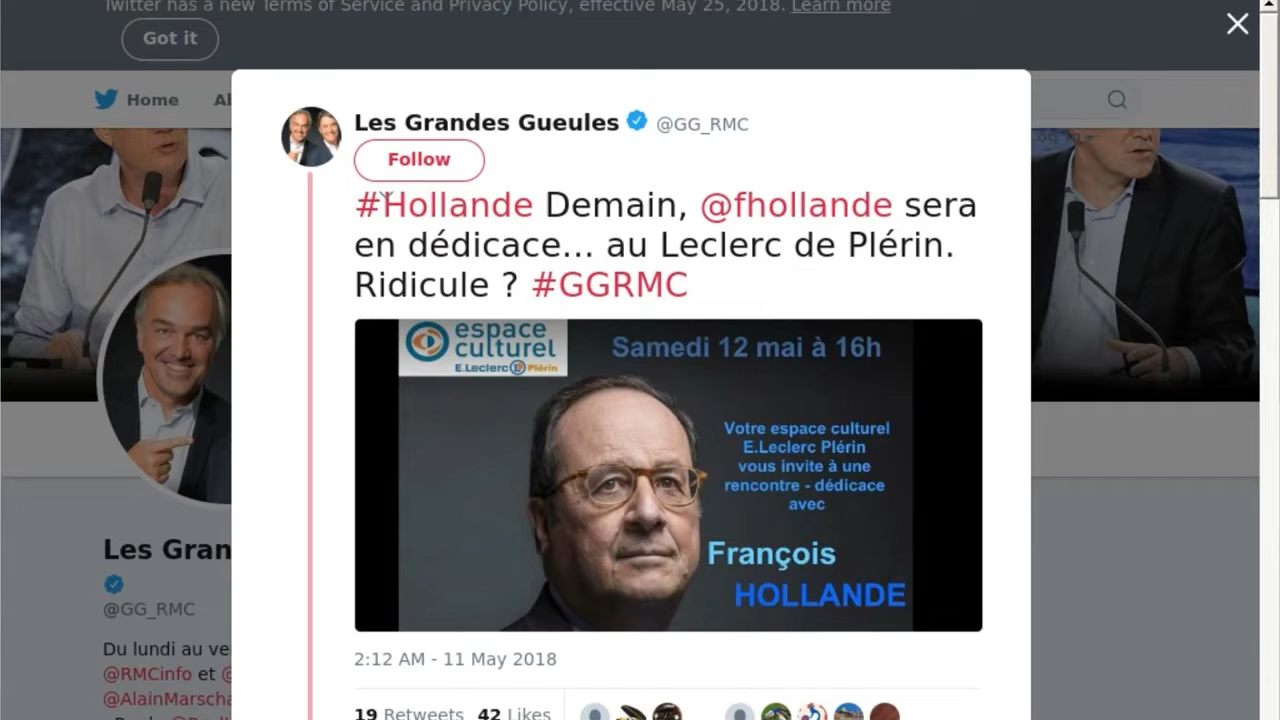 Twitter has a new Terms of Service and Privacy Policy, effective May 25, 2018. Learn more
Got it
Home
Les Grandes Gueules @GG_RMC
Follow
#Hollande Demain, @fhollande sera
en dédicace... au Leclerc de Plérin.
Ridicule ? #GGRMC
espace
culturel
E.Leclerc L Plérin
Samedi 12 mai à 16h
Votre espace culturel
E.Leclerc Plérin
vous invite à une
rencontre - dédicace
avec
François
HOLLANDE
2:12 AM - 11 May 2018
19 Retweets 42 Likes
Les Gran
@GG_RMC
Du lundi au ve
@RMCinfo et @
@AlainMarscha